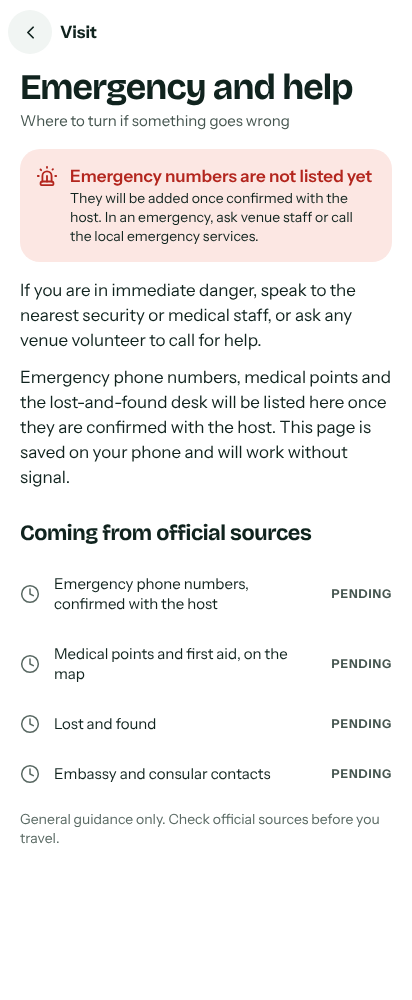 Visit
Emergency and help
Where to turn if something goes wrong
Emergency numbers are not listed yet
They will be added once confirmed with the
host. In an emergency, ask venue staff or call
the local emergency services.
If you are in immediate danger, speak to the
nearest security or medical staff, or ask any
venue volunteer to call for help.
Emergency phone numbers, medical points and
the lost-and-found desk will be listed here once
they are confirmed with the host. This page is
saved on your phone and will work without
signal.
Coming from official sources
Emergency phone numbers,
confirmed with the host
PENDING
Medical points and first aid, on the
map
PENDING
Lost and found
PENDING
Embassy and consular contacts
PENDING
General guidance only. Check official sources before you
travel.